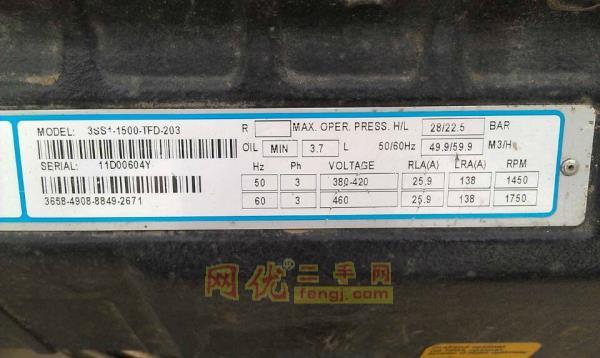 MODEL: 3SS1-1500-TFD-203
R MAX. OPER. PRESS. H/L 28/22.5 BAR
OIL MIN 3.7 L 50/60Hz 49.9/59.9 M3/H
SERIAL: 11D00604Y
Hz Ph VOLTAGE RLA(A) LRA(A) RPM
50 3 380-420 25.9 138 1450
60 3 460 25.9 138 1750
3658-4908-8849-2671
网优二手网
fengj.com